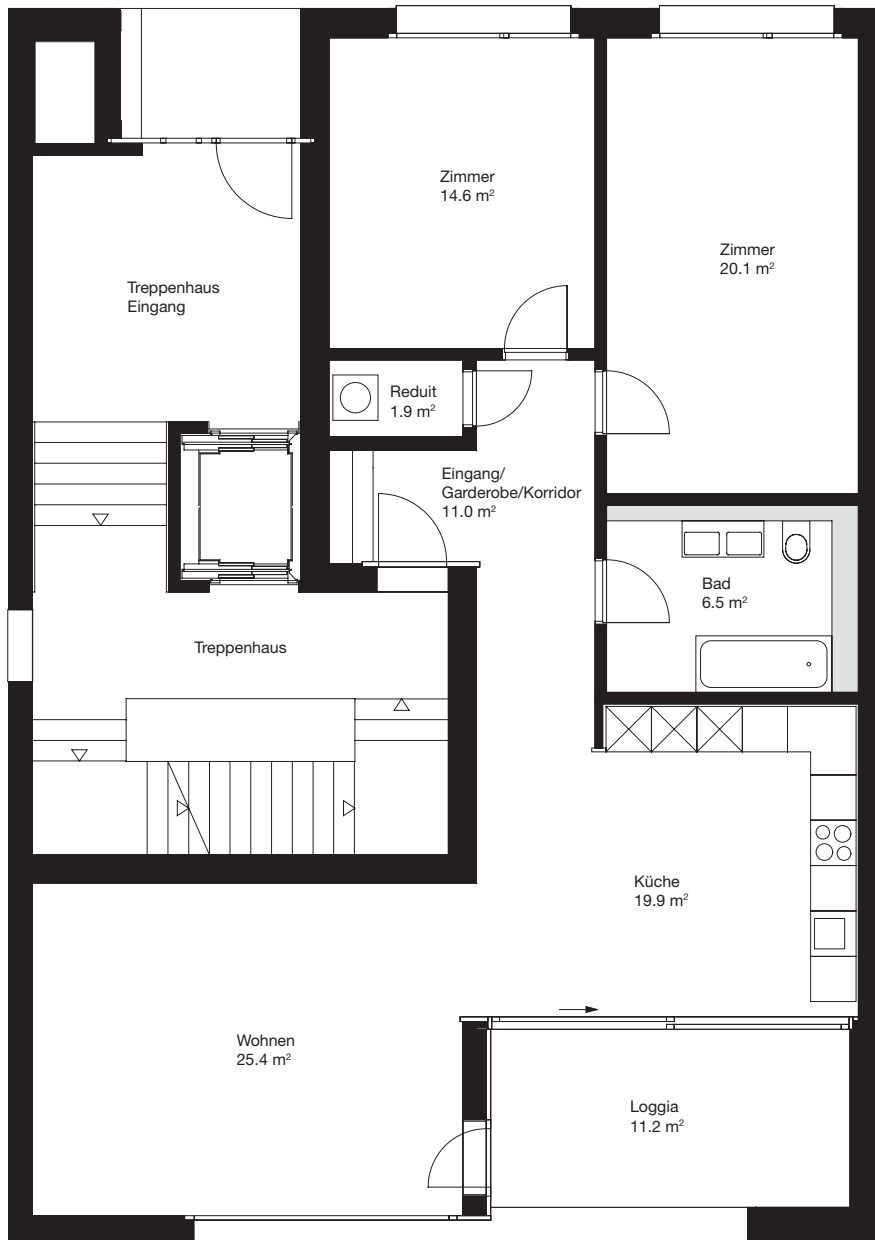 Zimmer
14.6 m²
Zimmer
20.1 m²
Treppenhaus
Eingang
Reduit
1.9 m²
Eingang/
Garderobe/Korridor
11.0 m²
Bad
6.5 m²
Treppenhaus
Küche
19.9 m²
Wohnen
25.4 m²
Loggia
11.2 m²